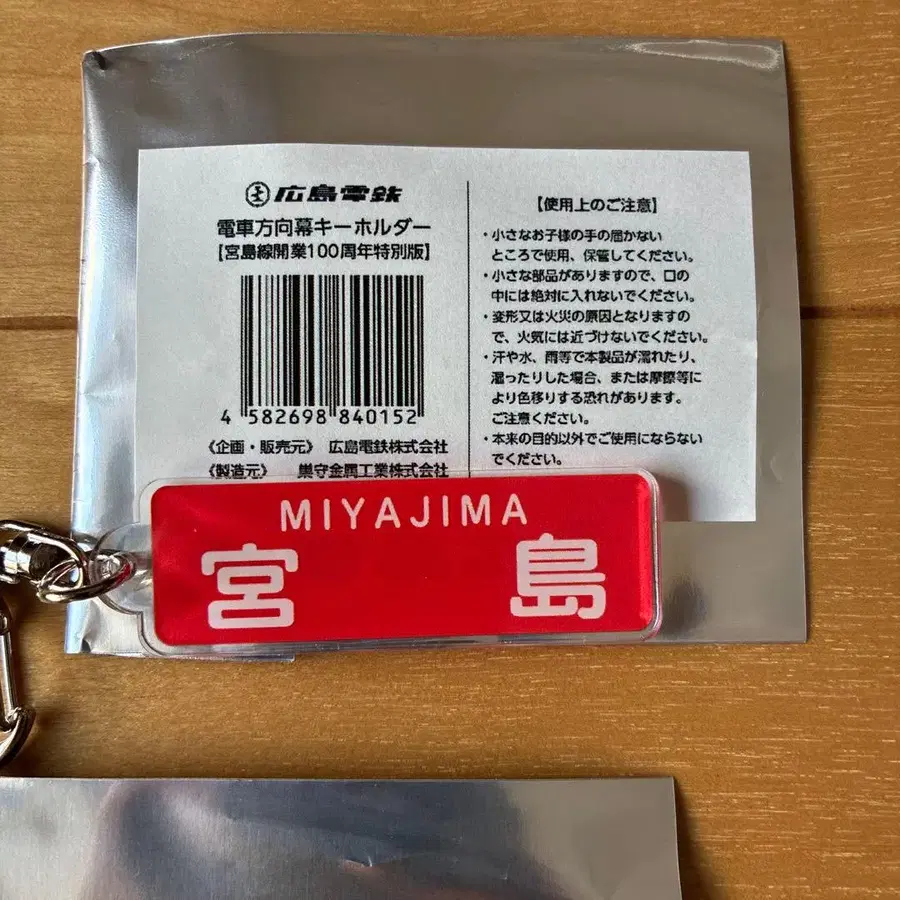 広島電鉄
電車方向幕キーホルダー
【宮島線開業100周年特別版】
4 582698 840152
《企画・販売元》 広島電鉄株式会社
《製造元》 巣守金属工業株式会社
【使用上のご注意】
・小さなお子様の手の届かない
ところで使用、保管してください。
・小さな部品がありますので、口の
中には絶対に入れないでください。
・変形又は火災の原因となりますの
で、火気には近づけないでください。
・汗や水、雨等で本製品が濡れたり、
湿ったりした場合、または摩擦等に
より色移りする恐れがあります。
ご注意ください。
・本来の目的以外でご使用にならない
でください。
MIYAJIMA
宮島